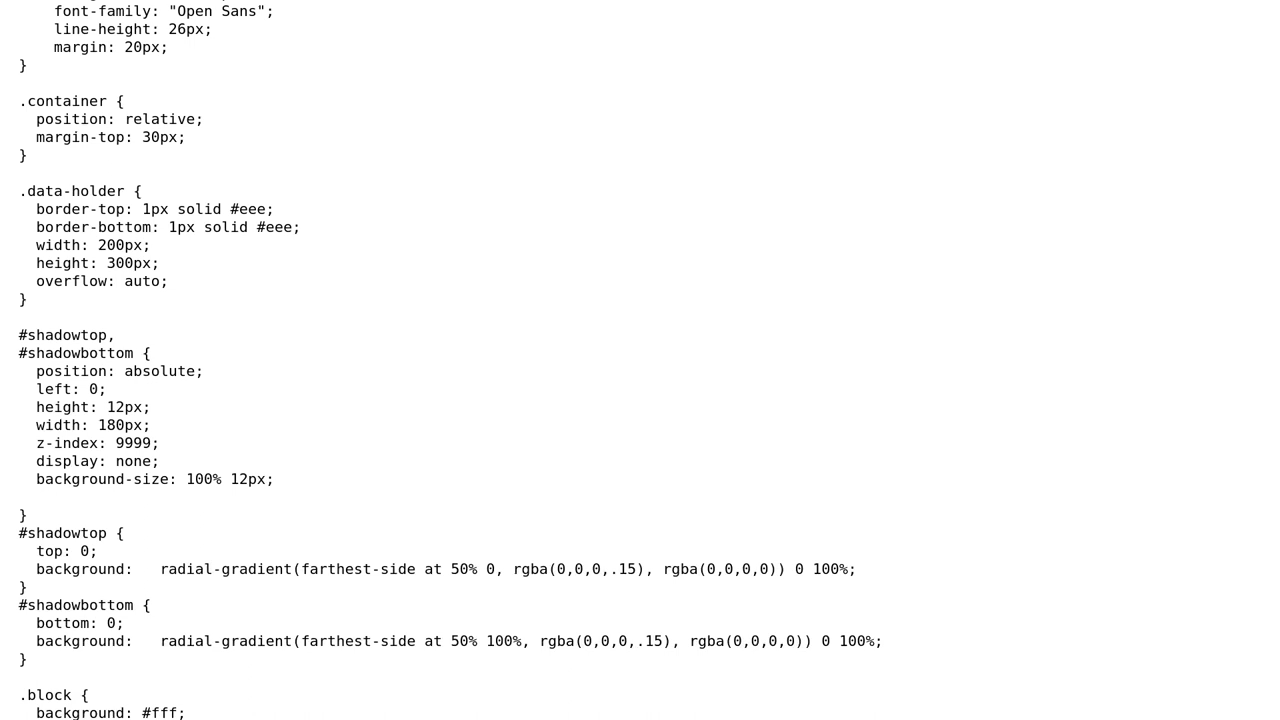 font-family: "Open Sans";
    line-height: 26px;
    margin: 20px;
}

.container {
  position: relative;
  margin-top: 30px;
}

.data-holder {
  border-top: 1px solid #eee;
  border-bottom: 1px solid #eee;
  width: 200px;
  height: 300px;
  overflow: auto;
}

#shadowtop,
#shadowbottom {
  position: absolute;
  left: 0;
  height: 12px;
  width: 180px;
  z-index: 9999;
  display: none;
  background-size: 100% 12px;

}
#shadowtop {
  top: 0;
  background:   radial-gradient(farthest-side at 50% 0, rgba(0,0,0,.15), rgba(0,0,0,0)) 0 100%;
}
#shadowbottom {
  bottom: 0;
  background:   radial-gradient(farthest-side at 50% 100%, rgba(0,0,0,.15), rgba(0,0,0,0)) 0 100%;
}

.block {
  background: #fff;